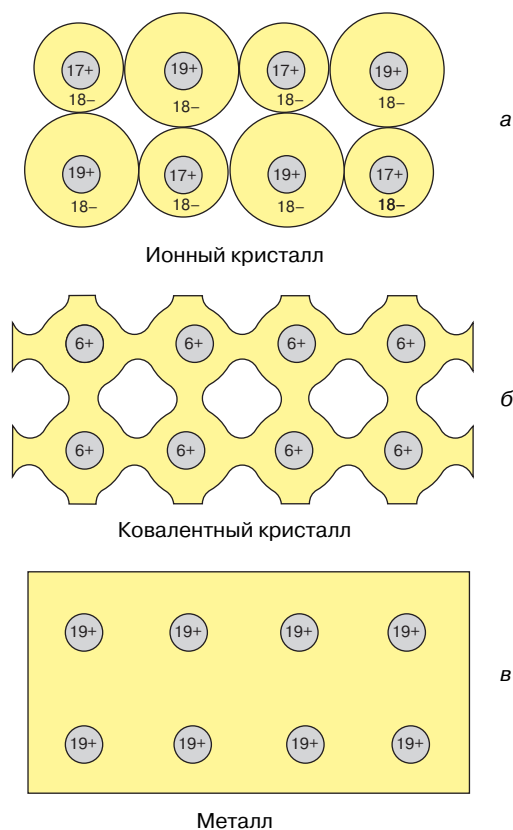 17+ 19+ 17+ 19+
18– 18– 18– 18–
а
19+ 17+ 19+ 17+
18– 18– 18– 18–
Ионный кристалл
6+ 6+ 6+ 6+
б
6+ 6+ 6+ 6+
Ковалентный кристалл
19+ 19+ 19+ 19+
в
19+ 19+ 19+ 19+
Металл